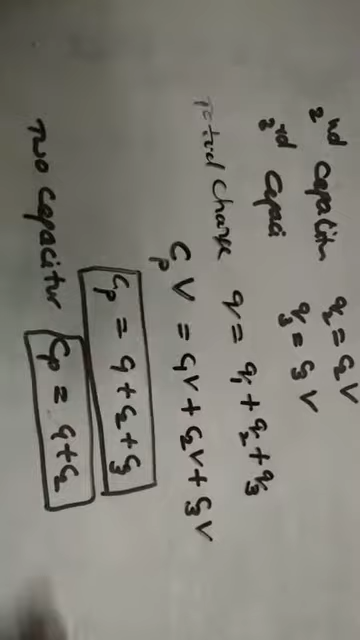 2nd capacitor q₂ = C₂V
3rd capaci q₃ = C₃V
Total charge q = q₁ + q₂ + q₃
CₚV = C₁V + C₂V + C₃V
Cₚ = C₁ + C₂ + C₃
Two capacitor Cₚ = C₁ + C₂